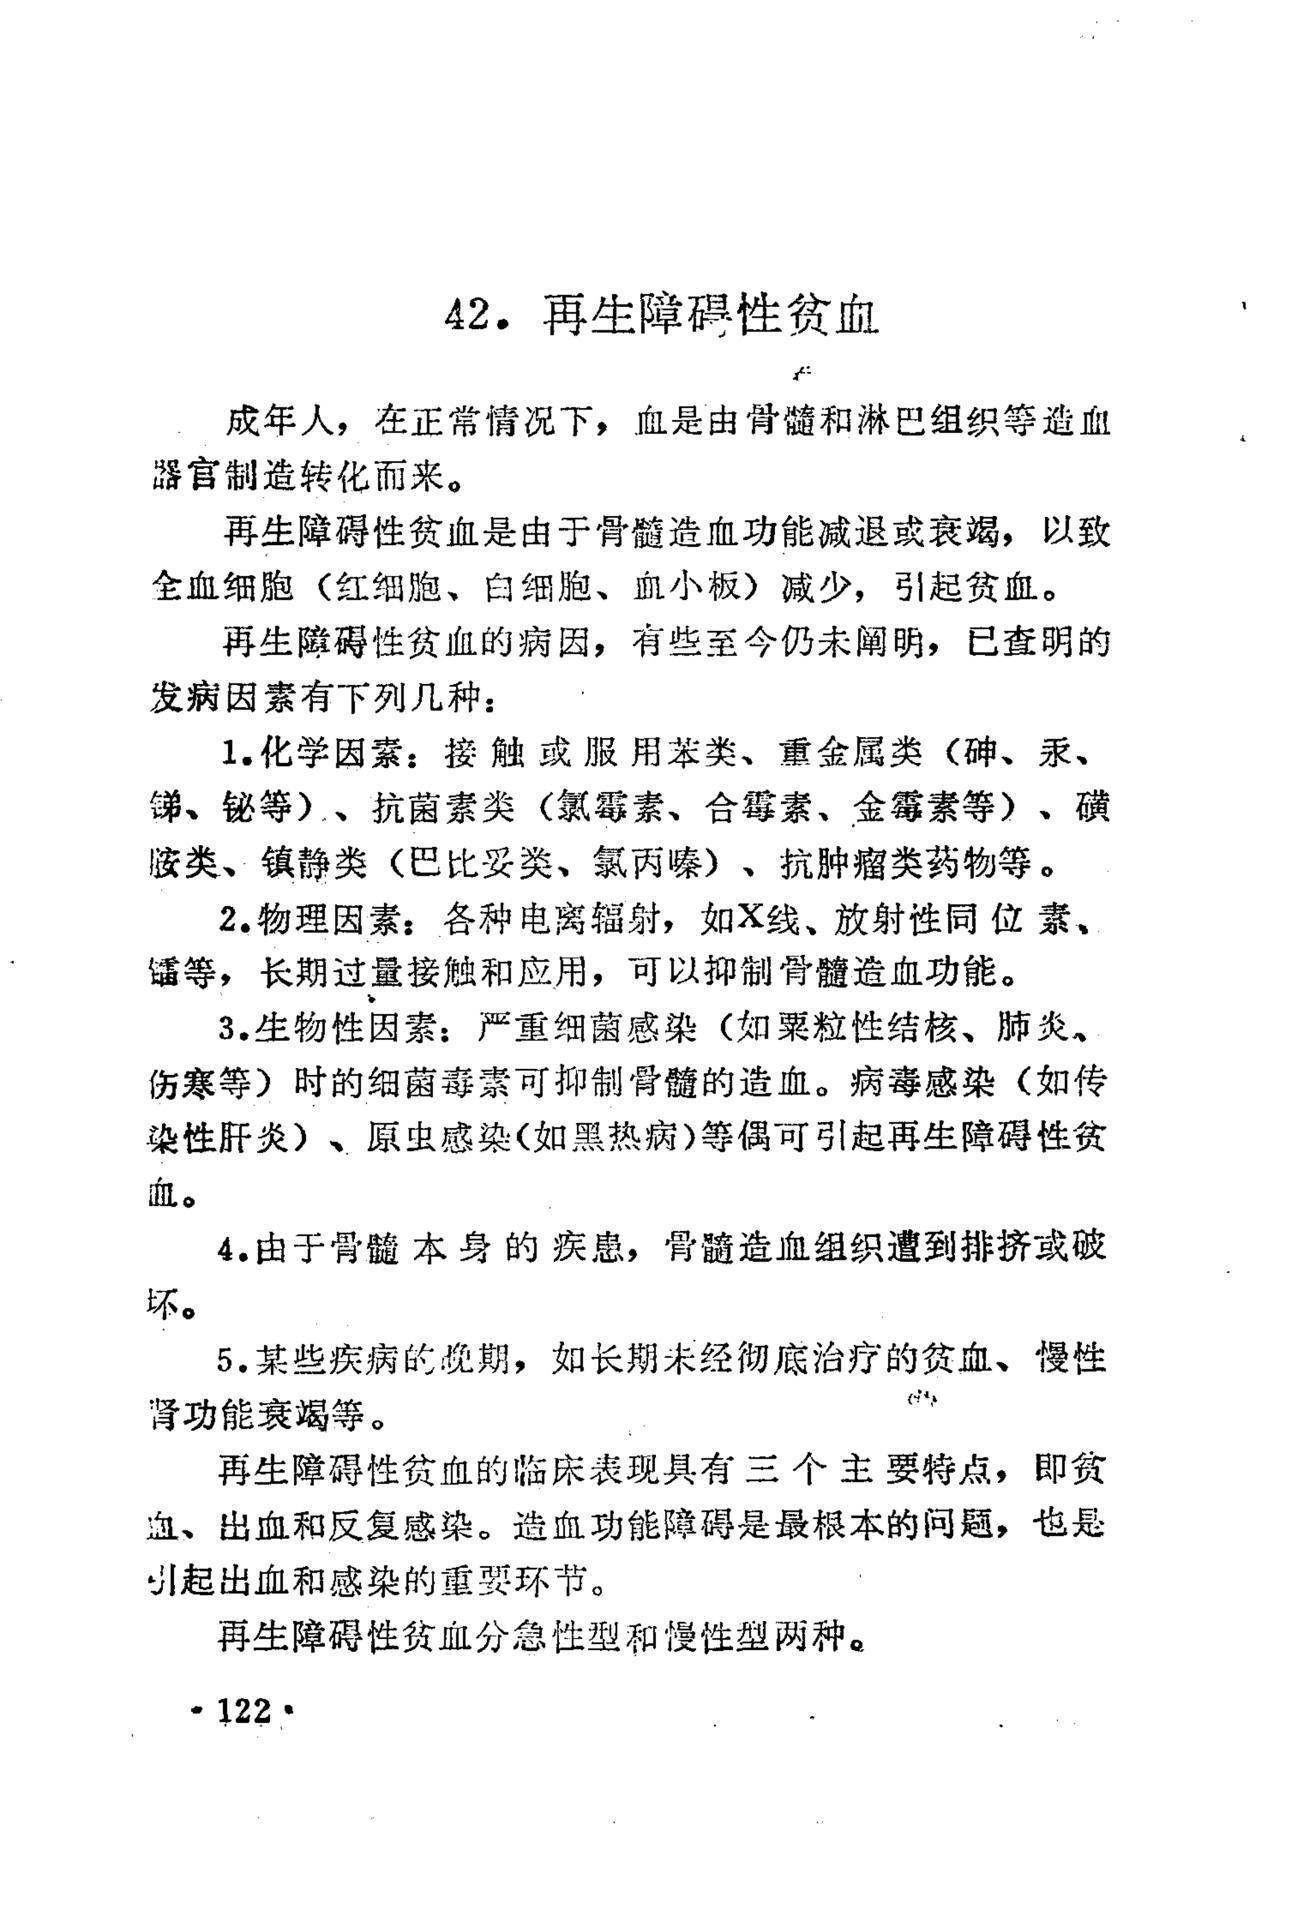 42. 再生障碍性贫血
成年人，在正常情况下，血是由骨髓和淋巴组织等造血
器官制造转化而来。
再生障碍性贫血是由于骨髓造血功能减退或衰竭，以致
全血细胞（红细胞、白细胞、血小板）减少，引起贫血。
再生障碍性贫血的病因，有些至今仍未阐明，已查明的
发病因素有下列几种：
1.化学因素：接触或服用苯类、重金属类（砷、汞、
锑、铋等）、抗菌素类（氯霉素、合霉素、金霉素等）、磺
胺类、镇静类（巴比妥类、氯丙嗪）、抗肿瘤类药物等。
2.物理因素：各种电离辐射，如X线、放射性同位素、
镭等，长期过量接触和应用，可以抑制骨髓造血功能。
3.生物性因素：严重细菌感染（如粟粒性结核、肺炎、
伤寒等）时的细菌毒素可抑制骨髓的造血。病毒感染（如传
染性肝炎）、原虫感染(如黑热病)等偶可引起再生障碍性贫
血。
4.由于骨髓本身的疾患，骨髓造血组织遭到排挤或破
坏。
5.某些疾病的晚期，如长期未经彻底治疗的贫血、慢性
肾功能衰竭等。
再生障碍性贫血的临床表现具有三个主要特点，即贫
血、出血和反复感染。造血功能障碍是最根本的问题，也是
引起出血和感染的重要环节。
再生障碍性贫血分急性型和慢性型两种。
·122·